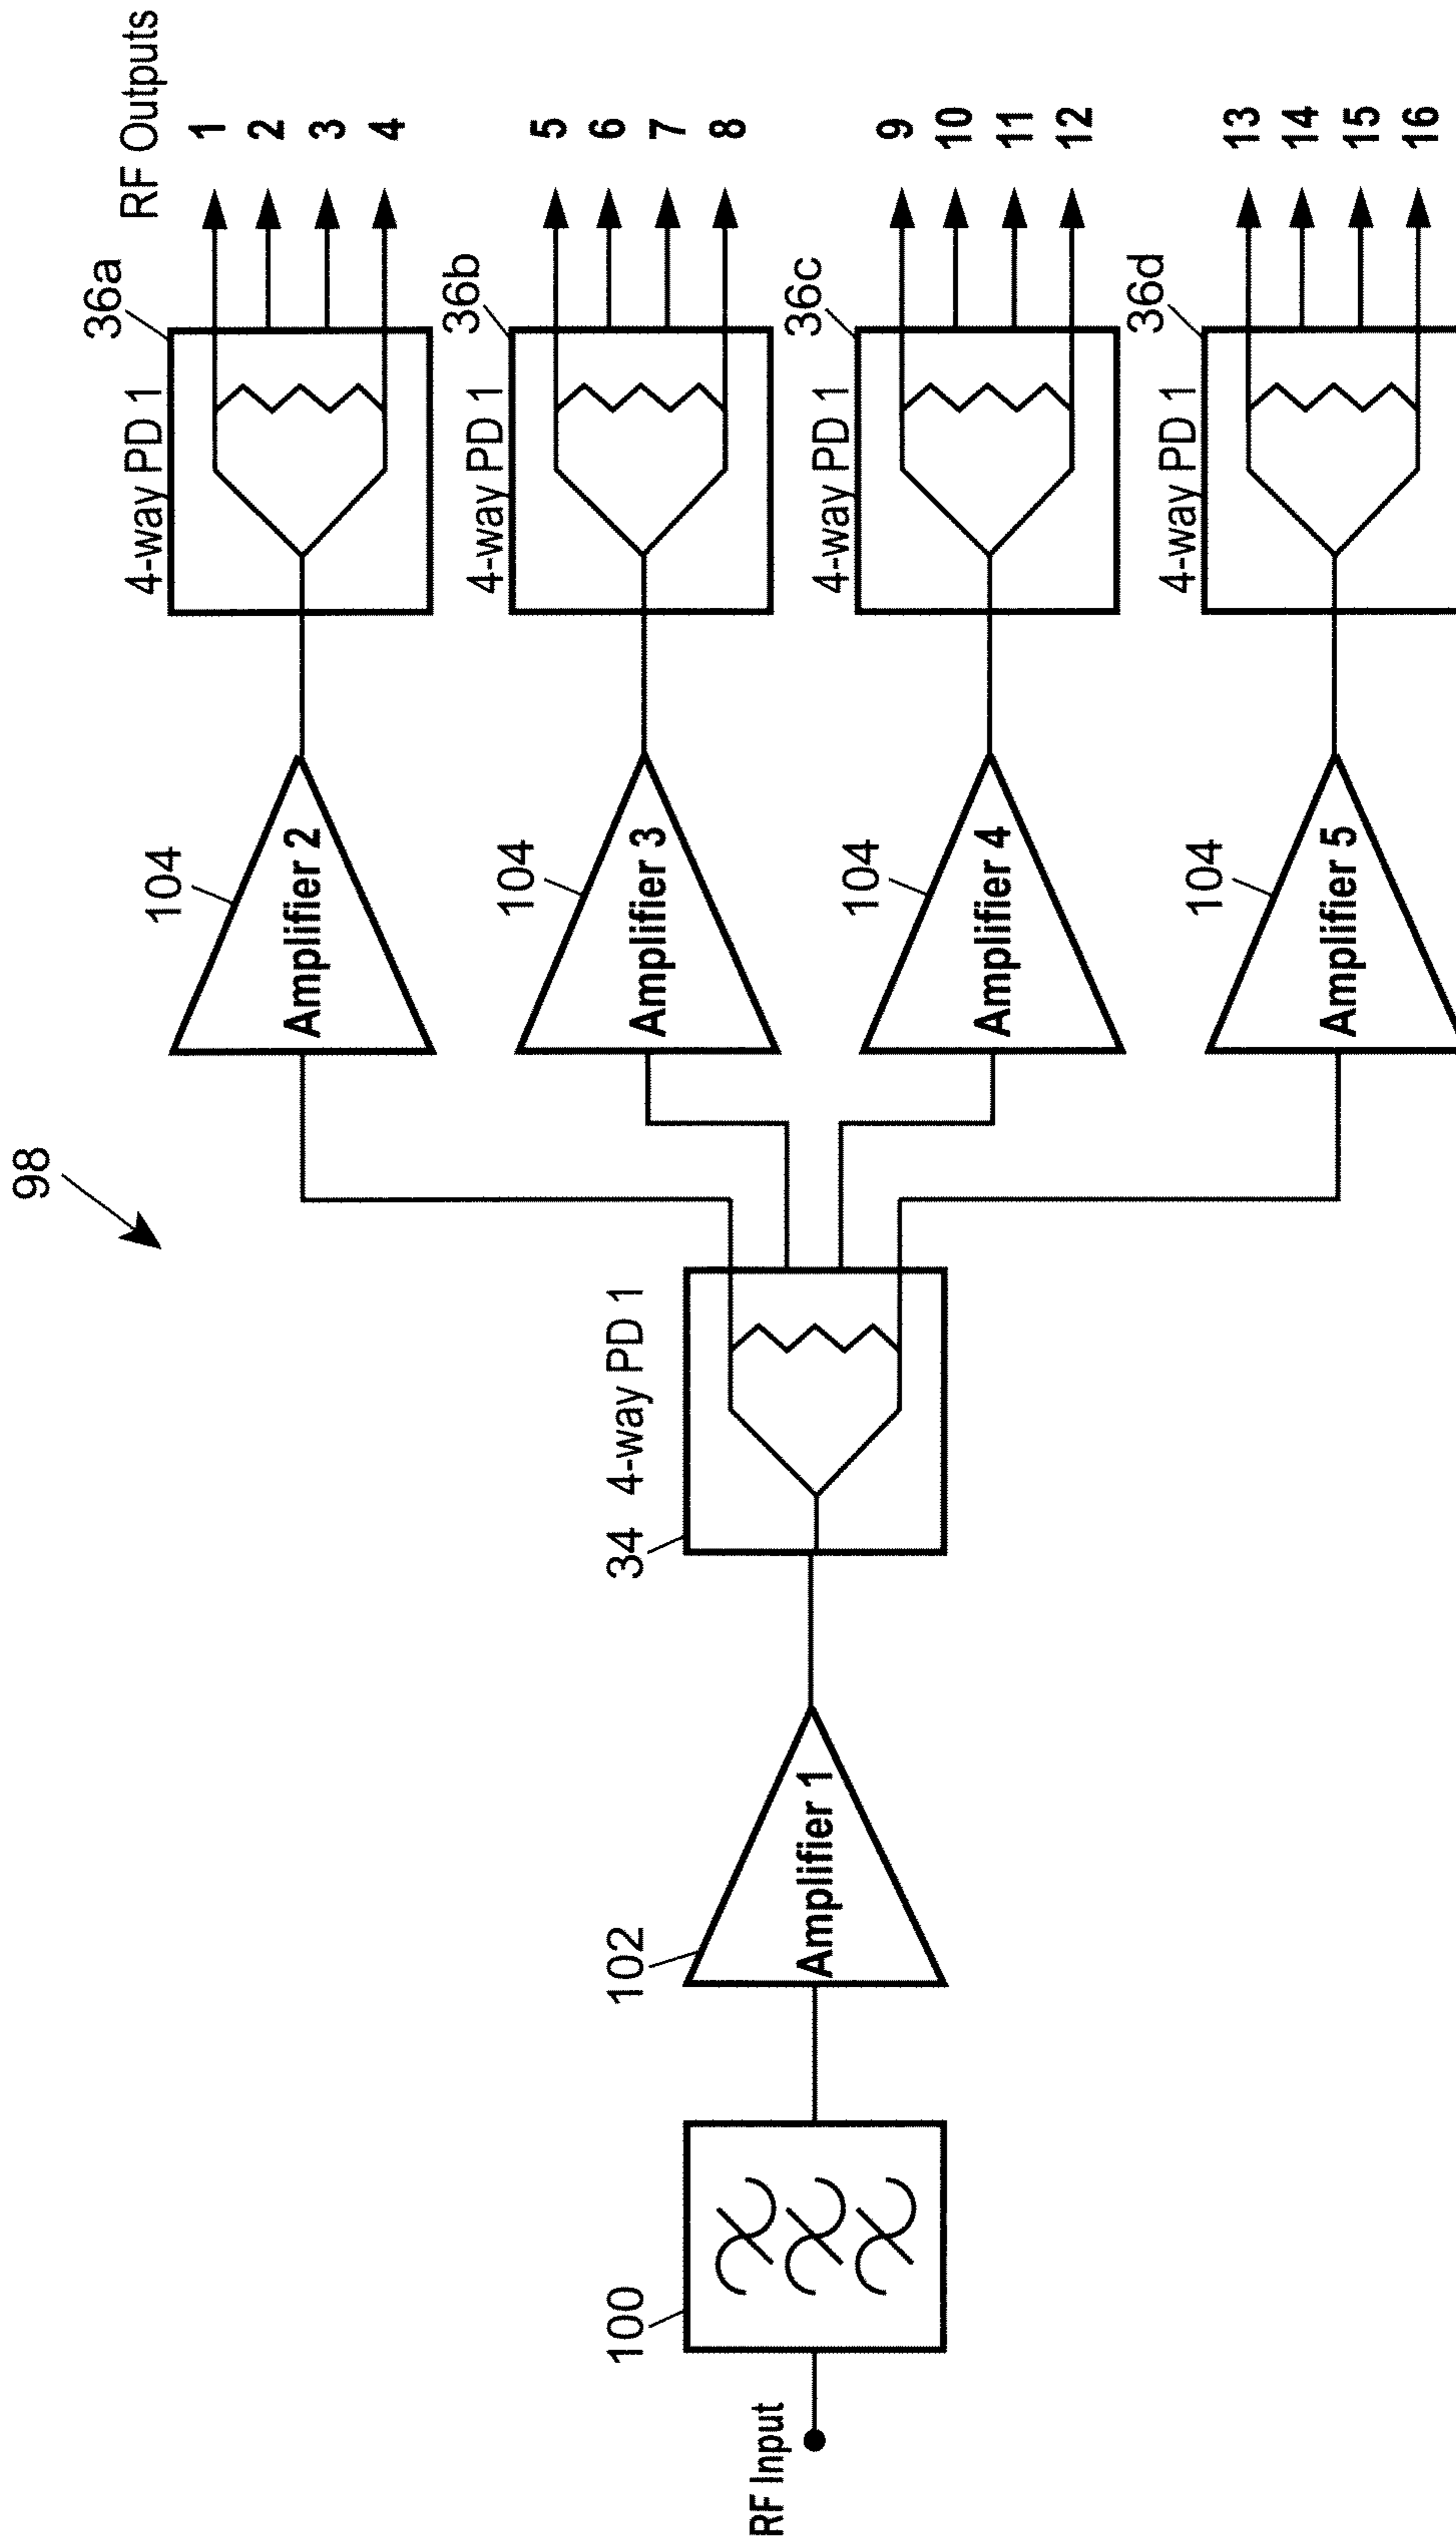 98
RF Input
100
102
Amplifier 1
34
4-way PD 1
104
Amplifier 2
4-way PD 1
36a
RF Outputs
1
2
3
4
104
Amplifier 3
4-way PD 1
36b
5
6
7
8
104
Amplifier 4
4-way PD 1
36c
9
10
11
12
104
Amplifier 5
4-way PD 1
36d
13
14
15
16